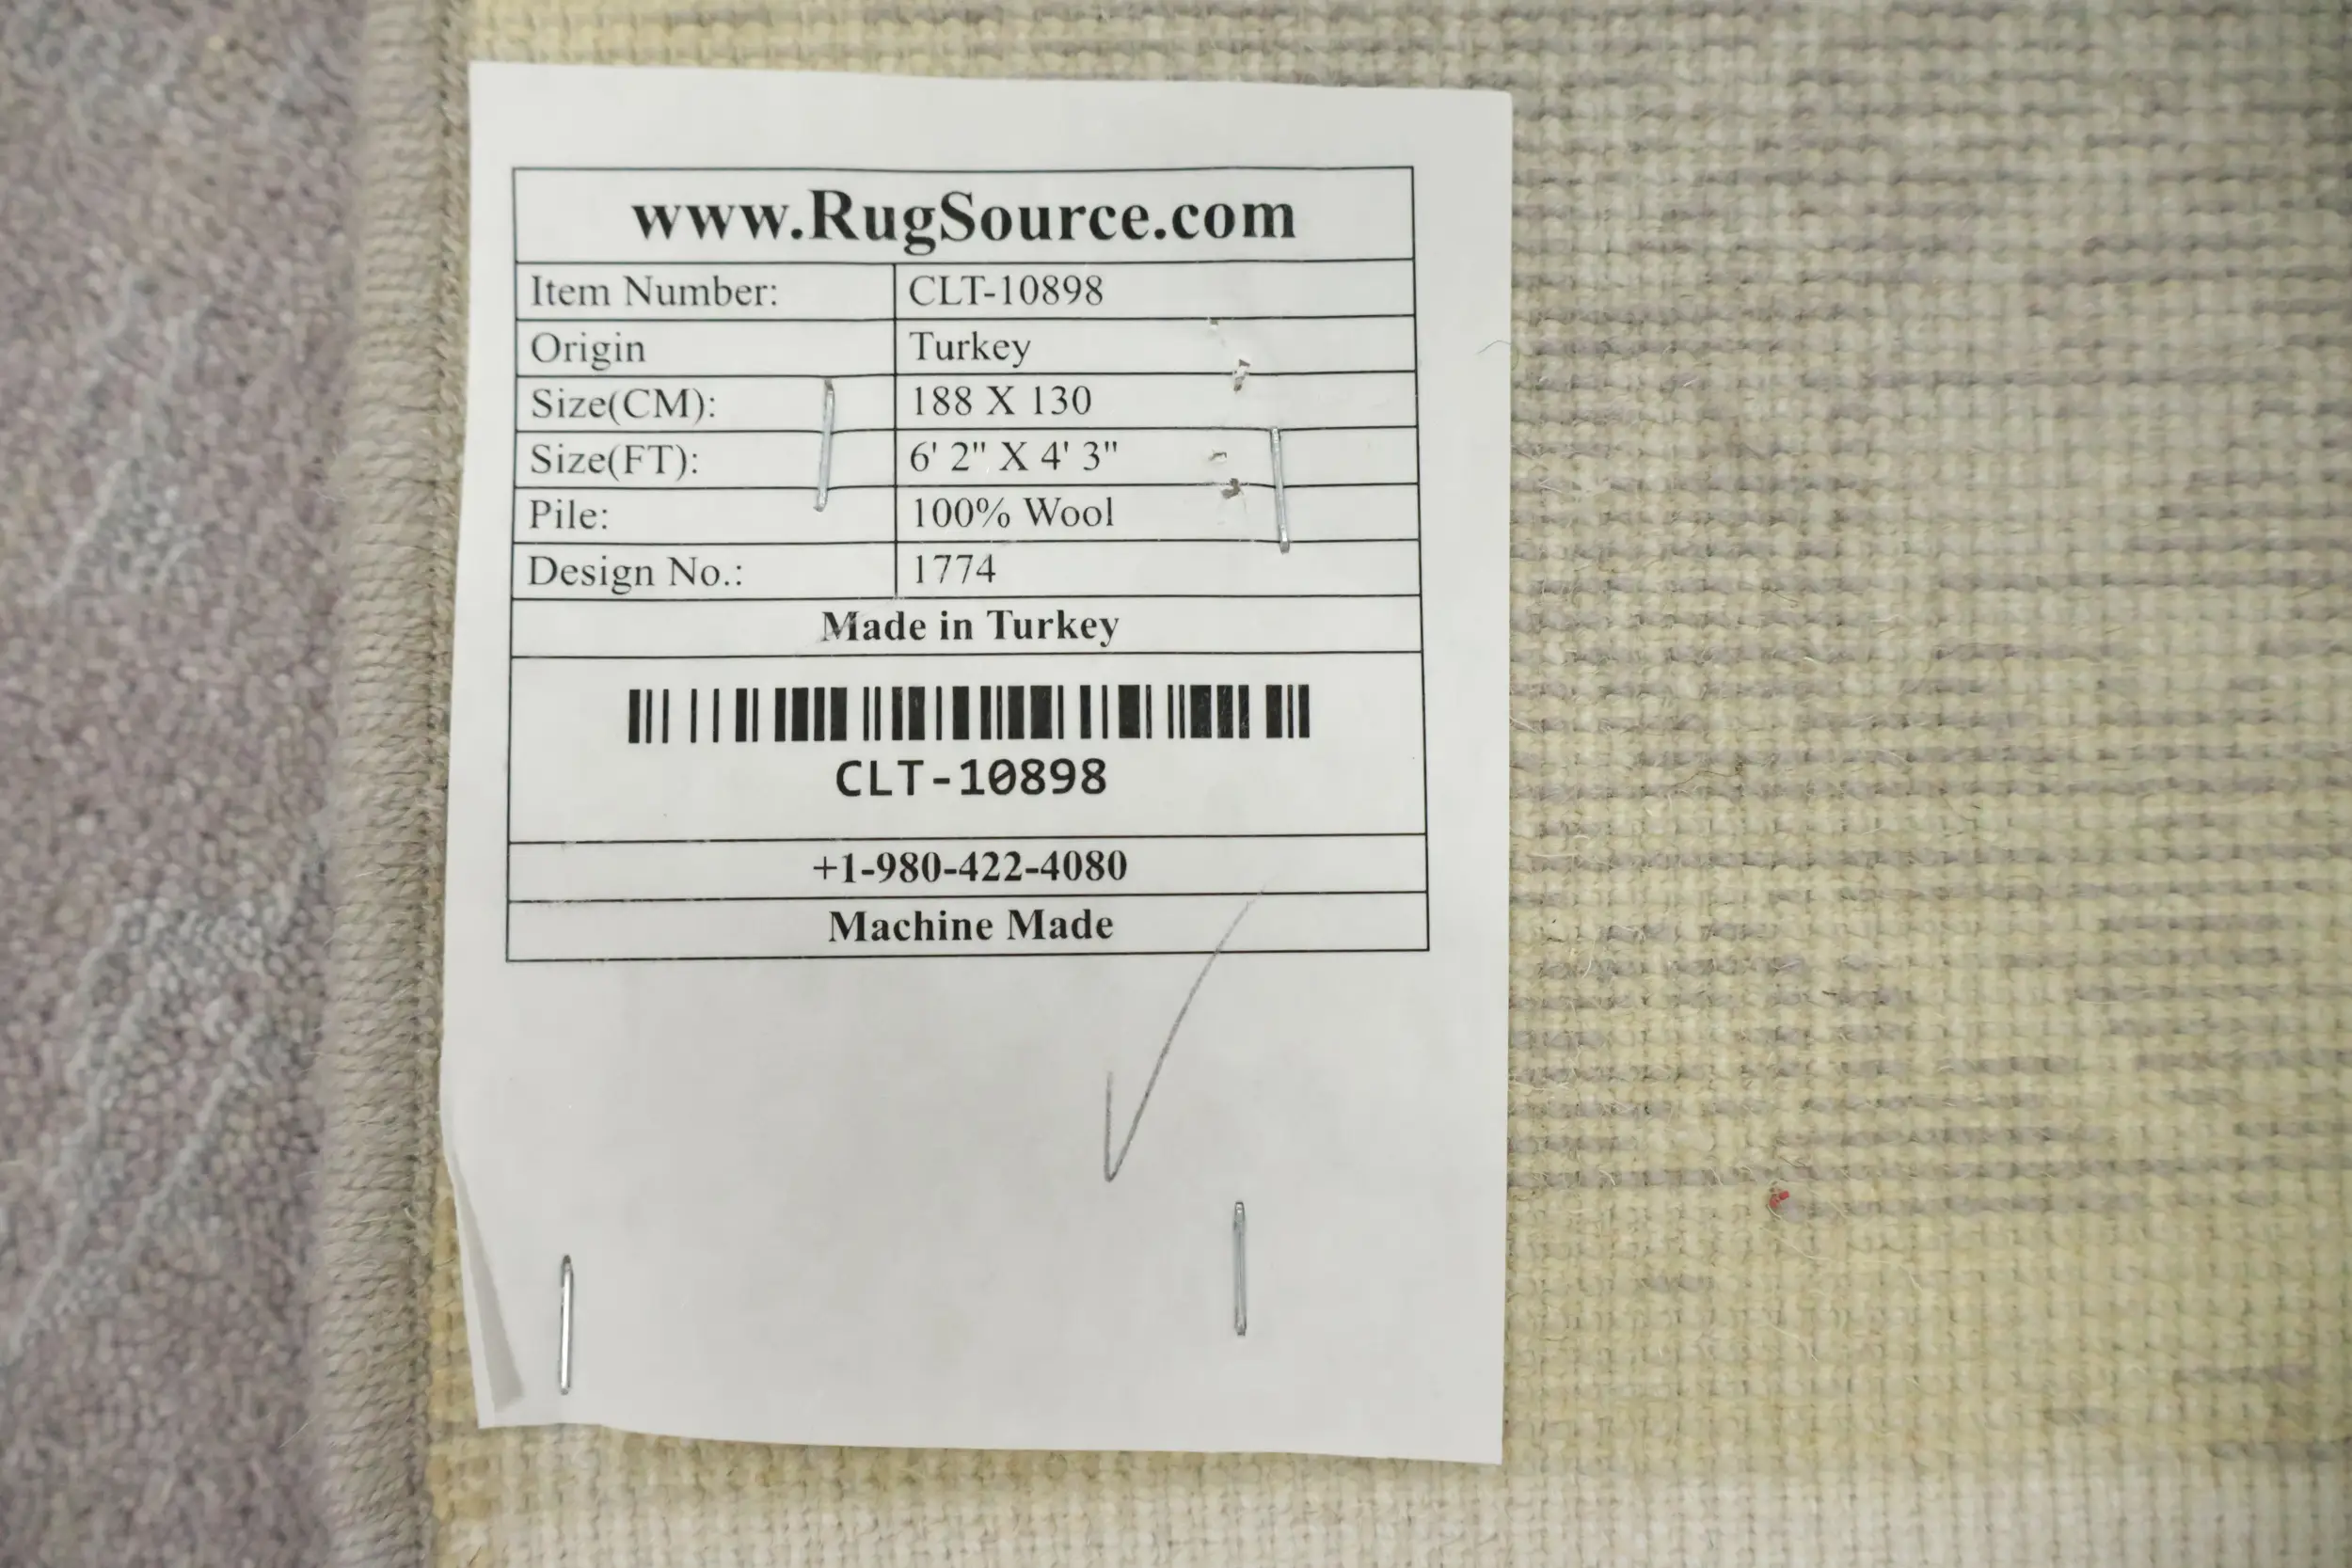 www.RugSource.com
Item Number: CLT-10898
Origin Turkey
Size(CM): 188 X 130
Size(FT): 6' 2" X 4' 3"
Pile: 100% Wool
Design No.: 1774
Made in Turkey
CLT-10898
+1-980-422-4080
Machine Made